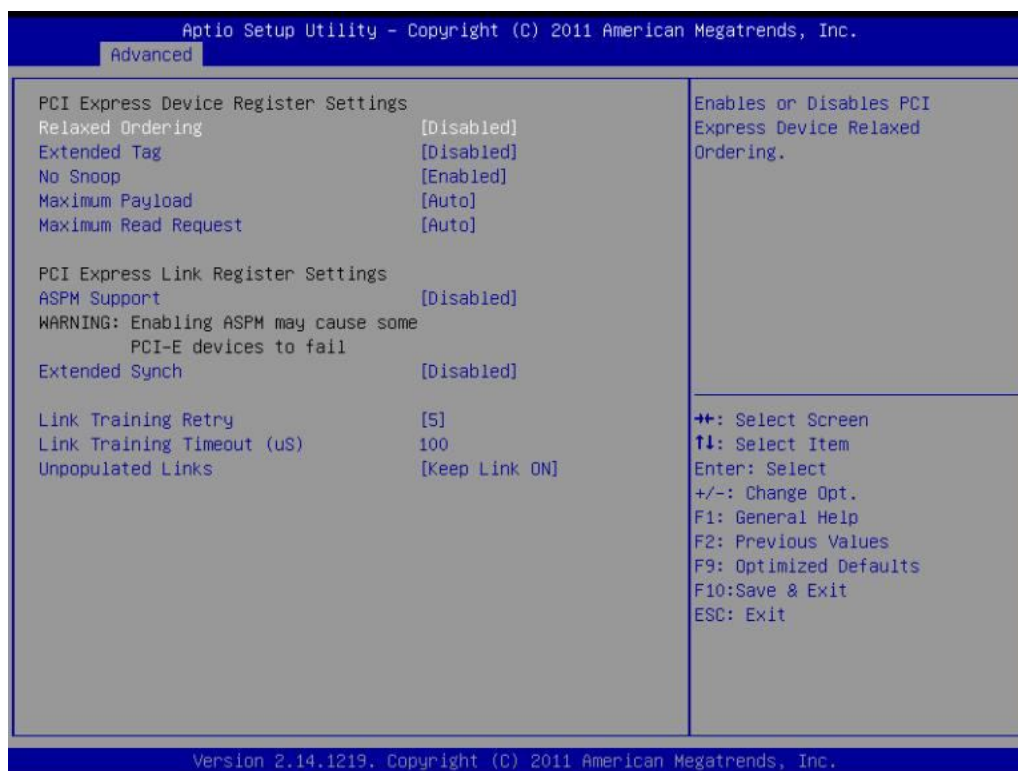 Aptio Setup Utility – Copyright (C) 2011 American Megatrends, Inc.
Advanced
PCI Express Device Register Settings
Relaxed Ordering [Disabled]
Extended Tag [Disabled]
No Snoop [Enabled]
Maximum Payload [Auto]
Maximum Read Request [Auto]
PCI Express Link Register Settings
ASPM Support [Disabled]
WARNING: Enabling ASPM may cause some
PCI-E devices to fail
Extended Synch [Disabled]
Link Training Retry [5]
Link Training Timeout (uS) 100
Unpopulated Links [Keep Link ON]
Enables or Disables PCI
Express Device Relaxed
Ordering.
→←: Select Screen
↑↓: Select Item
Enter: Select
+/-: Change Opt.
F1: General Help
F2: Previous Values
F9: Optimized Defaults
F10:Save & Exit
ESC: Exit
Version 2.14.1219. Copyright (C) 2011 American Megatrends, Inc.